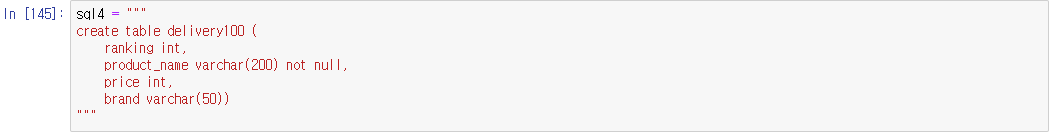 In [145]: sql4 = """
create table delivery100 (
    ranking int,
    product_name varchar(200) not null,
    price int,
    brand varchar(50))
"""